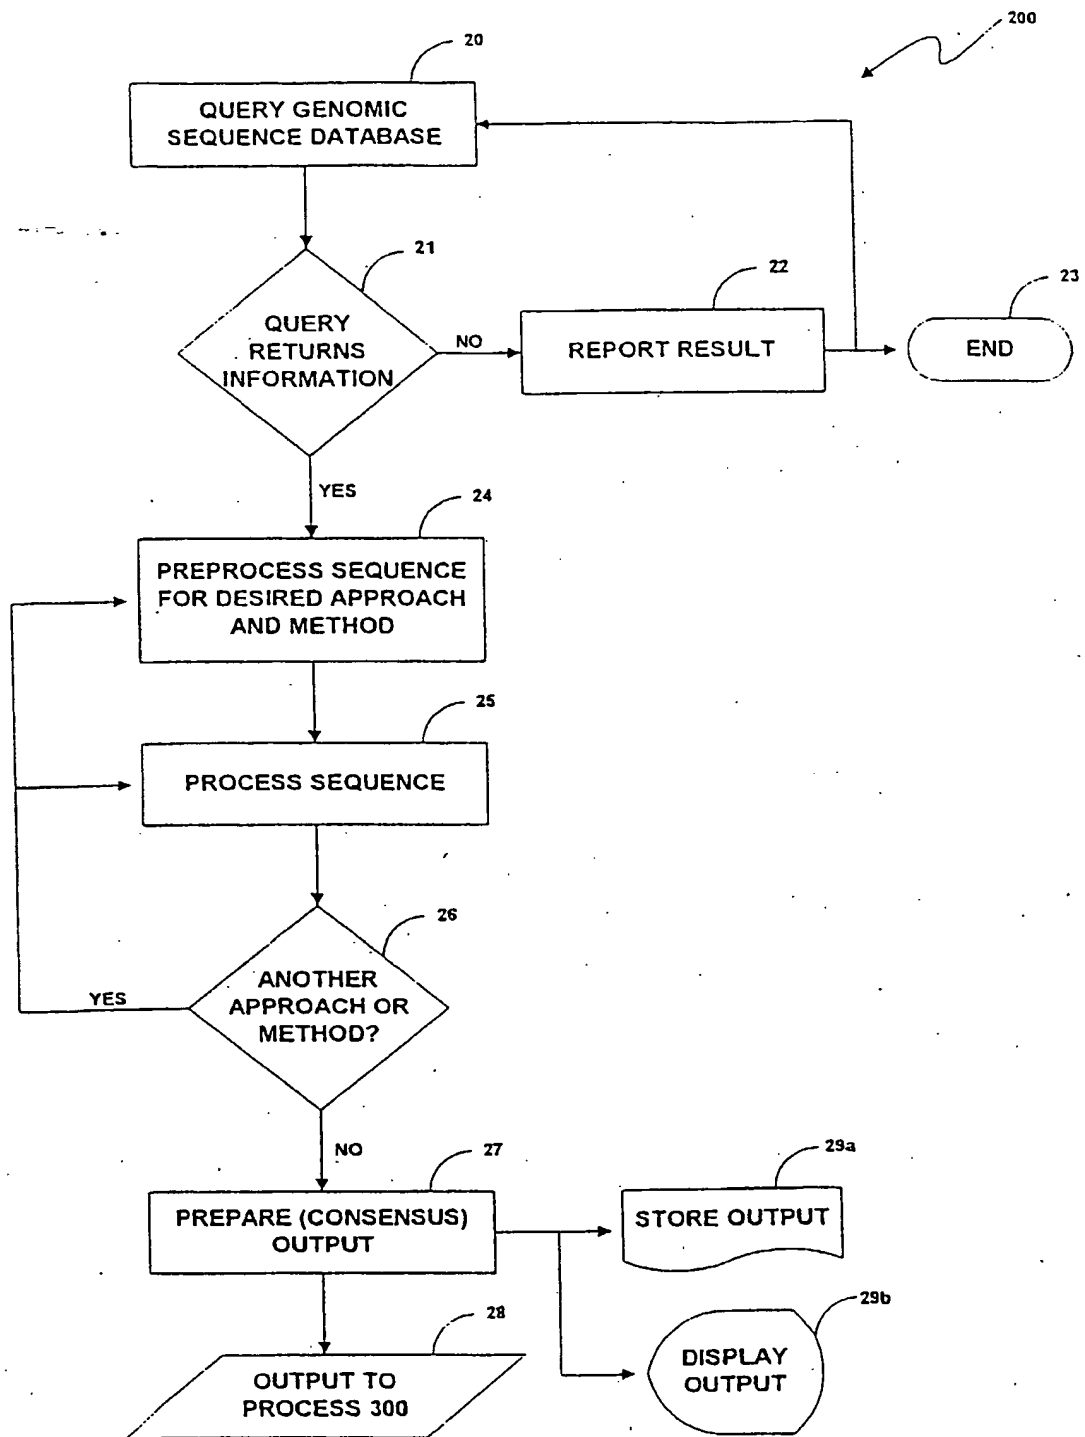 200
20
QUERY GENOMIC
SEQUENCE DATABASE
21
QUERY
RETURNS
INFORMATION
NO
22
REPORT RESULT
23
END
YES
24
PREPROCESS SEQUENCE
FOR DESIRED APPROACH
AND METHOD
25
PROCESS SEQUENCE
26
ANOTHER
APPROACH OR
METHOD?
YES
NO
27
PREPARE (CONSENSUS)
OUTPUT
29a
STORE OUTPUT
28
OUTPUT TO
PROCESS 300
29b
DISPLAY
OUTPUT